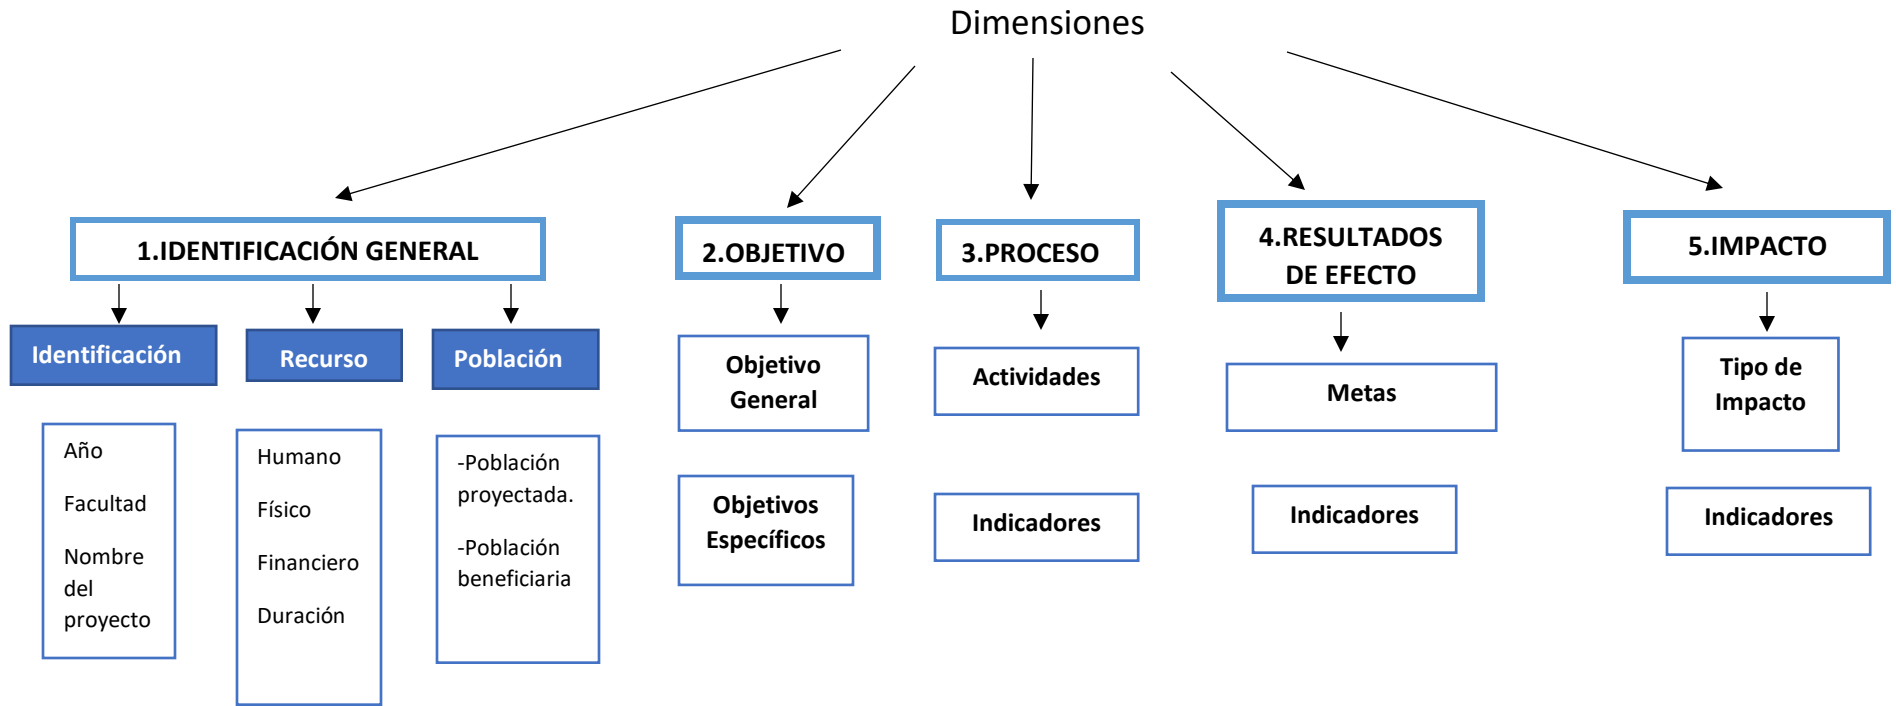 Dimensiones
1.IDENTIFICACIÓN GENERAL
2.OBJETIVO
3.PROCESO
4.RESULTADOS
DE EFECTO
5.IMPACTO
Identificación
Recurso
Población
Año
Facultad
Nombre
del
proyecto
Humano
Físico
Financiero
Duración
-Población
proyectada.
-Población
beneficiaria
Objetivo
General
Objetivos
Específicos
Actividades
Indicadores
Metas
Indicadores
Tipo de
Impacto
Indicadores